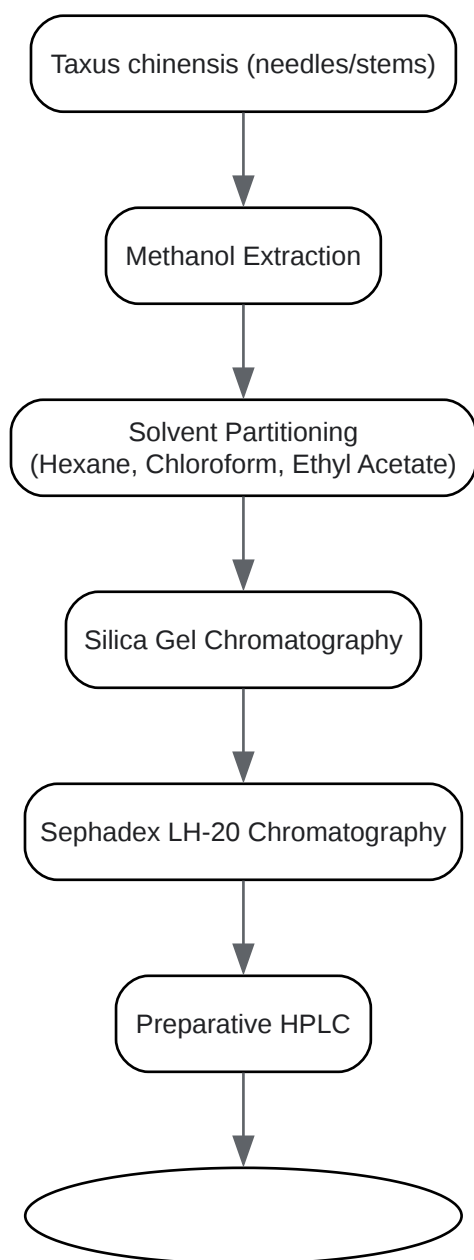 Taxus chinensis (needles/stems)
Methanol Extraction
Solvent Partitioning
(Hexane, Chloroform, Ethyl Acetate)
Silica Gel Chromatography
Sephadex LH-20 Chromatography
Preparative HPLC